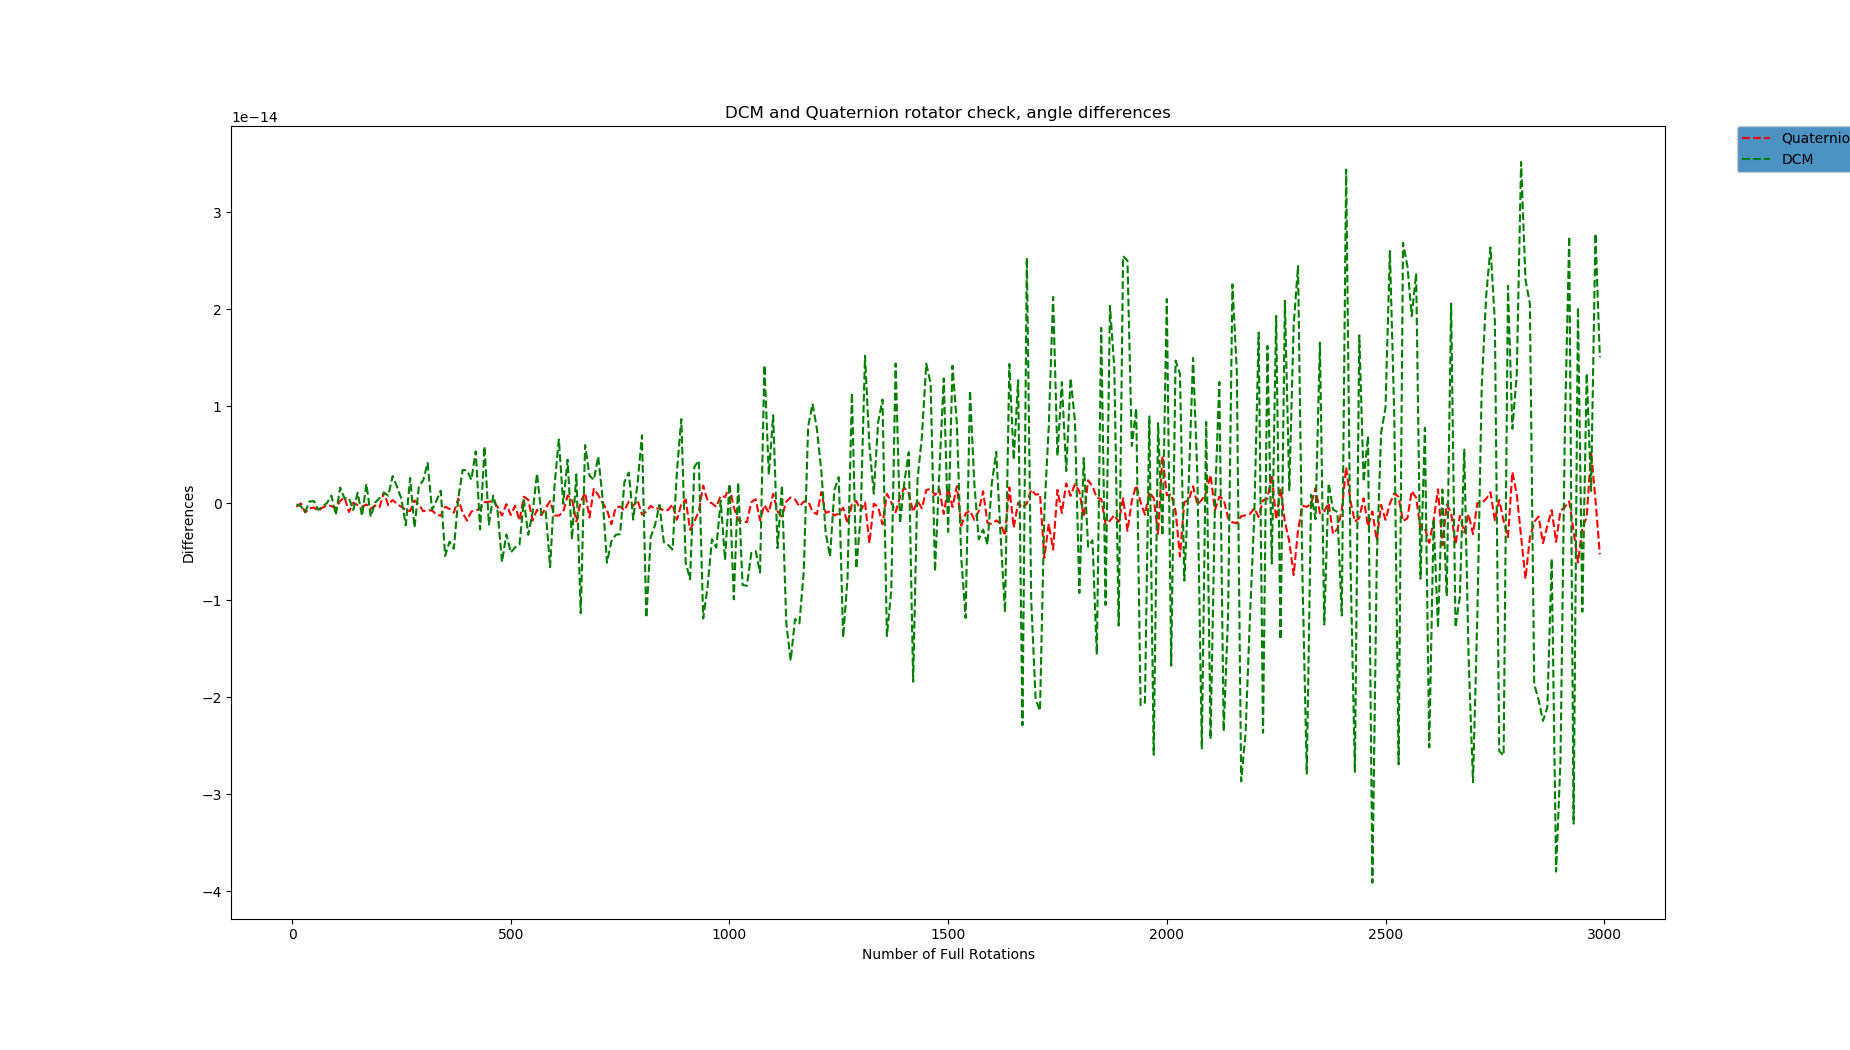 DCM and Quaternion rotator check, angle differences
1e−14
Quaternio
DCM
3
2
1
0
−1
−2
−3
−4
Differences
0 500 1000 1500 2000 2500 3000
Number of Full Rotations